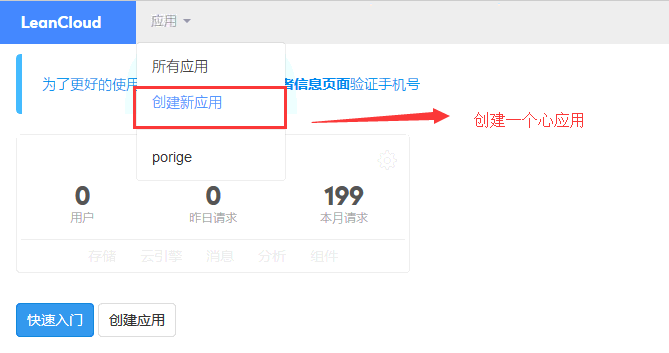 LeanCloud 应用
所有应用
为了更好的使用 者信息页面验证手机号
创建新应用
创建一个心应用
porige
0 0 199
用户 昨日请求 本月请求
存储 云引擎 消息 分析 组件
快速入门 创建应用